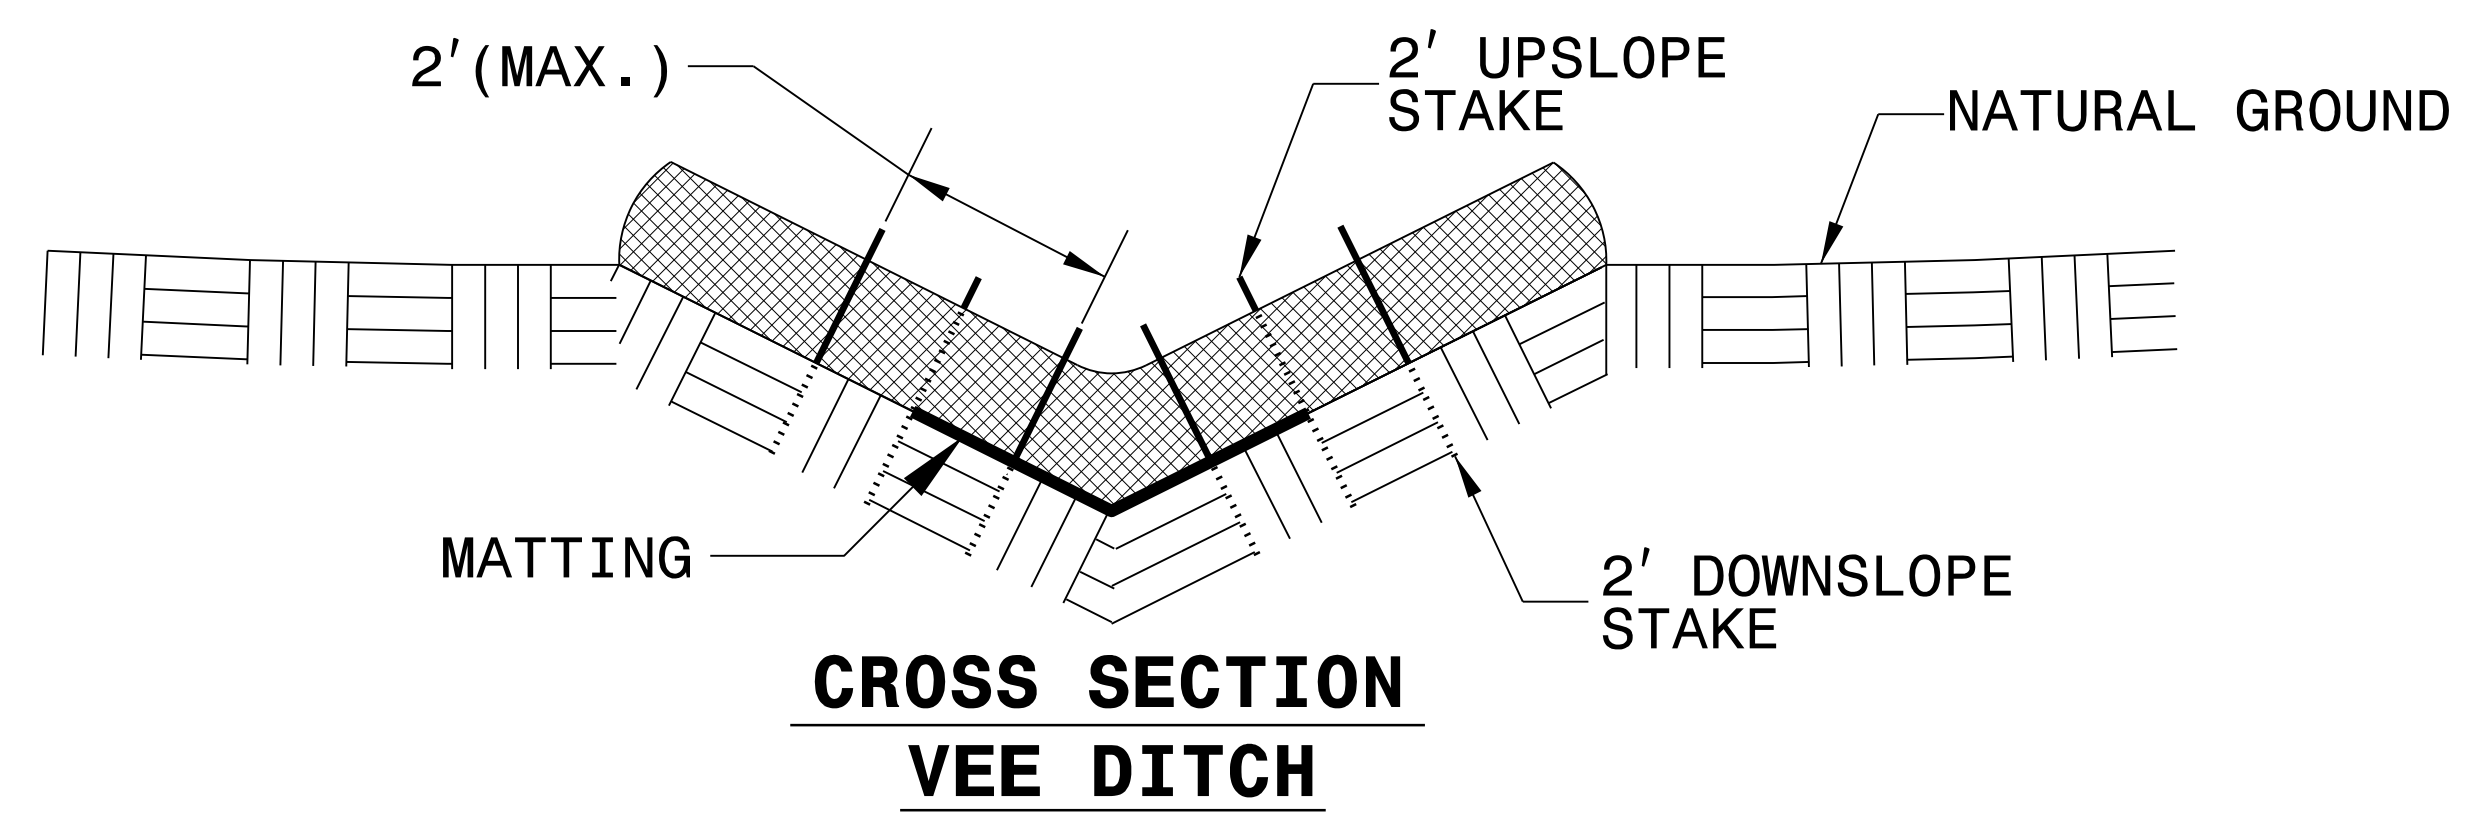 2'(MAX.)
2' UPSLOPE
STAKE
NATURAL GROUND
MATTING
2' DOWNSLOPE
STAKE
CROSS SECTION
VEE DITCH